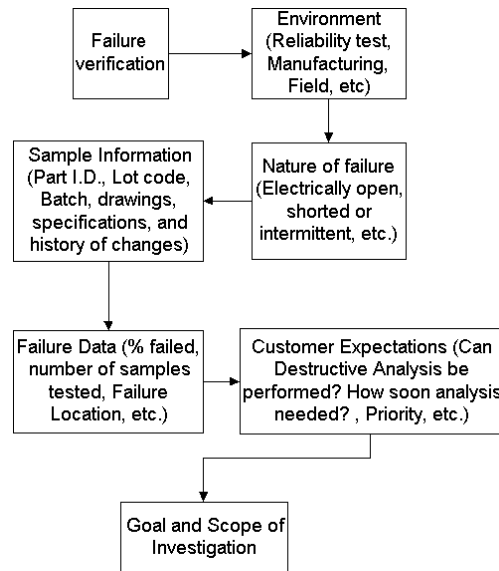 Failure
verification
Environment
(Reliability test,
Manufacturing,
Field, etc)
Nature of failure
(Electrically open,
shorted or
intermittent, etc.)
Sample Information
(Part I.D., Lot code,
Batch, drawings,
specifications, and
history of changes)
Failure Data (% failed,
number of samples
tested, Failure
Location, etc.)
Customer Expectations (Can
Destructive Analysis be
performed? How soon analysis
needed? , Priority, etc.)
Goal and Scope of
Investigation